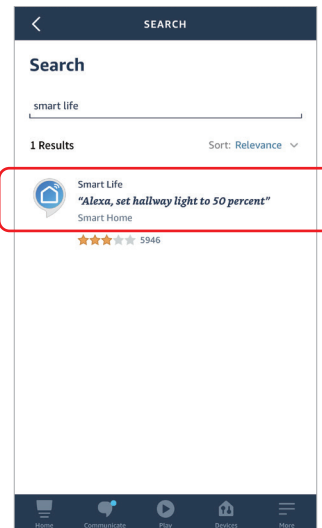 SEARCH
Search
smart life
1 Results Sort: Relevance
Smart Life
“Alexa, set hallway light to 50 percent”
Smart Home
5946
Home Communicate Play Devices More